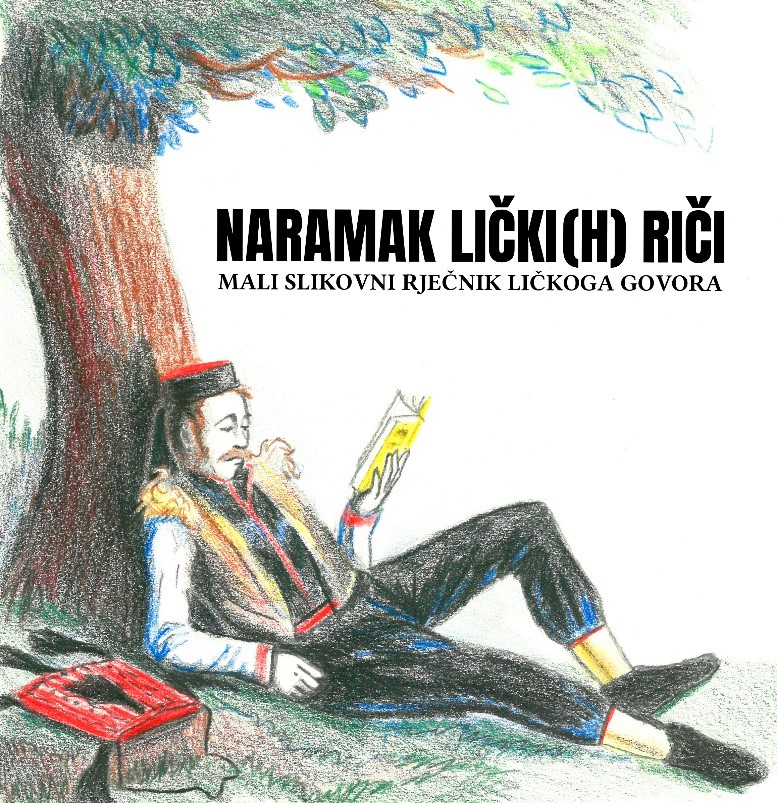 NARAMAK LIČKI(H) RIČI
MALI SLIKOVNI RJEČNIK LIČKOGA GOVORA